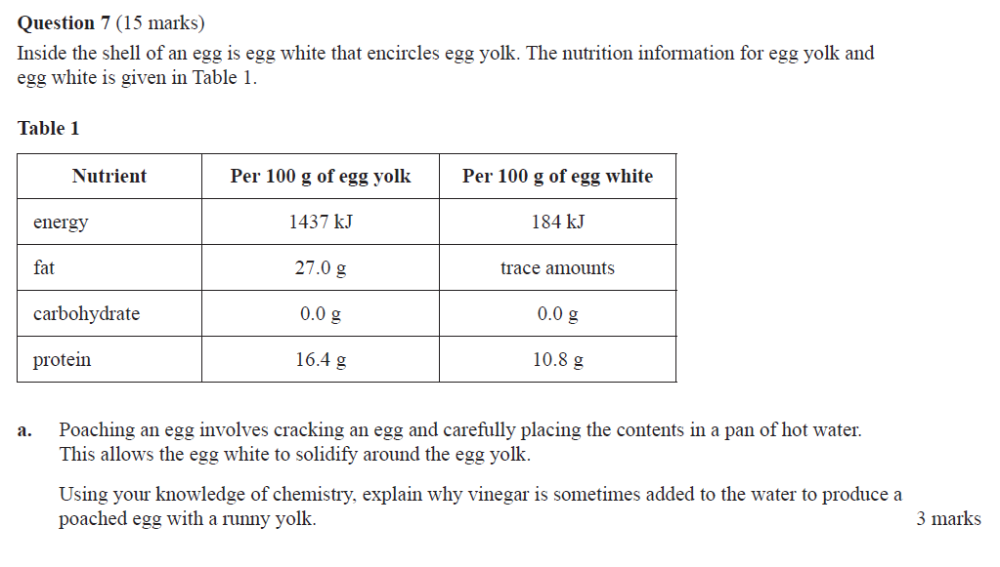 Question 7 (15 marks)
Inside the shell of an egg is egg white that encircles egg yolk. The nutrition information for egg yolk and
egg white is given in Table 1.
Table 1
Nutrient Per 100 g of egg yolk Per 100 g of egg white
energy 1437 kJ 184 kJ
fat 27.0 g trace amounts
carbohydrate 0.0 g 0.0 g
protein 16.4 g 10.8 g
a. Poaching an egg involves cracking an egg and carefully placing the contents in a pan of hot water.
This allows the egg white to solidify around the egg yolk.
Using your knowledge of chemistry, explain why vinegar is sometimes added to the water to produce a
poached egg with a runny yolk. 3 marks